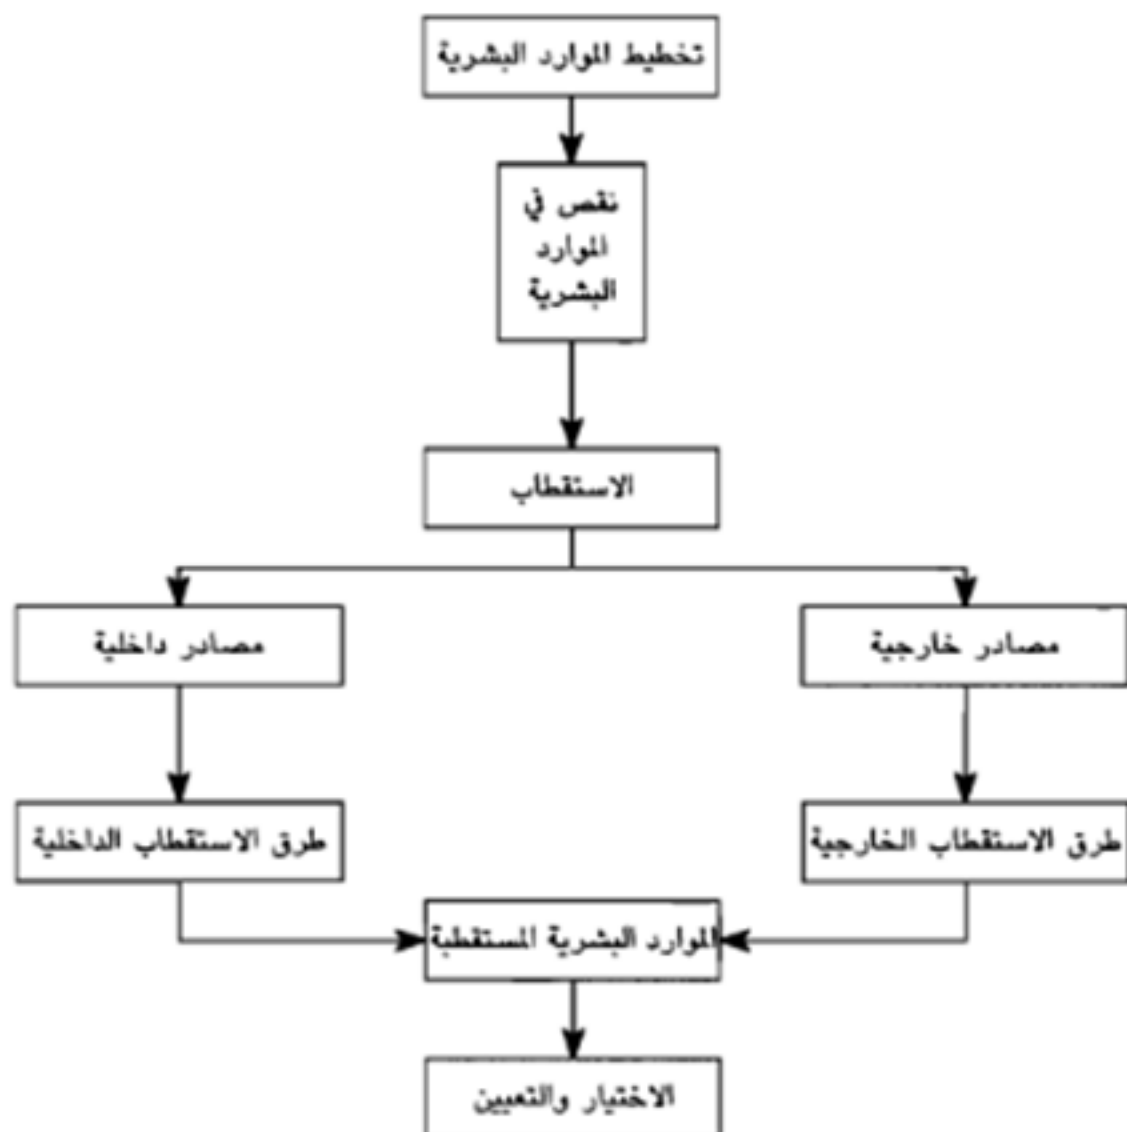 تخطيط الموارد البشرية
نقص في
الموارد
البشرية
الاستقطاب
مصادر خارجية
مصادر داخلية
طرق الاستقطاب الخارجية
طرق الاستقطاب الداخلية
الموارد البشرية المستقطبة
الاختيار والتعيين